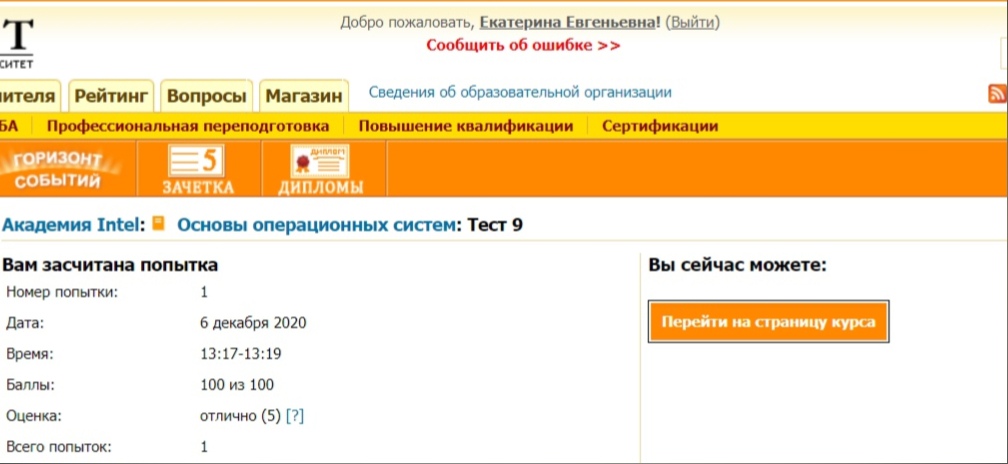 Добро пожаловать, Екатерина Евгеньевна! (Выйти)
Т
Сообщить об ошибке >>
СИТЕТ
ителя Рейтинг Вопросы Магазин Сведения об образовательной организации
БА Профессиональная переподготовка Повышение квалификации Сертификации
ГОРИЗОНТ СОБЫТИЙ
5 ЗАЧЕТКА
ДИПЛОМ ДИПЛОМЫ
Академия Intel: Основы операционных систем: Тест 9
Вам засчитана попытка
Номер попытки: 1
Дата: 6 декабря 2020
Время: 13:17-13:19
Баллы: 100 из 100
Оценка: отлично (5) [?]
Всего попыток: 1
Вы сейчас можете:
Перейти на страницу курса